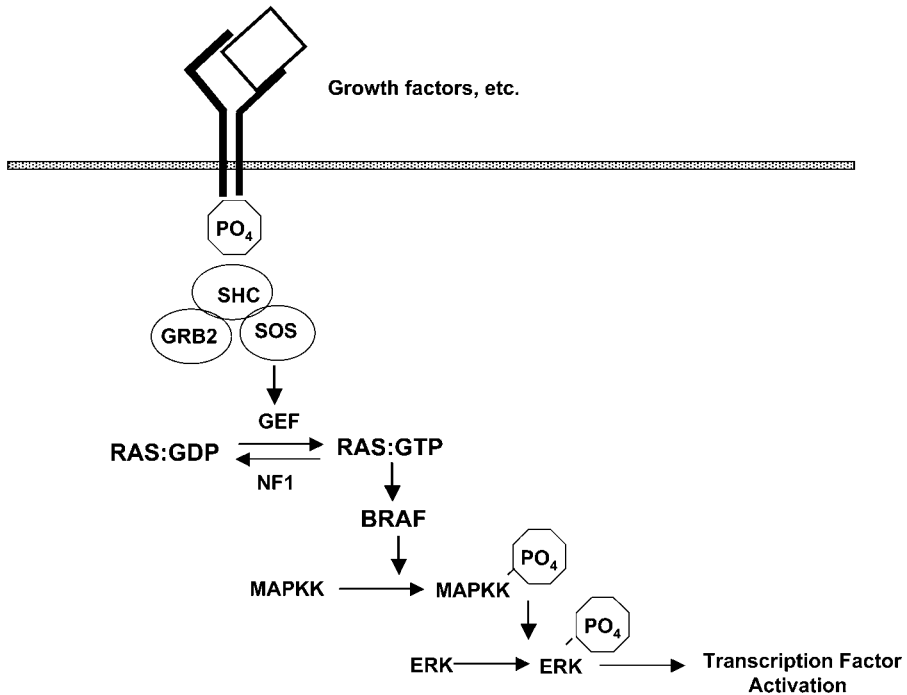 Growth factors, etc.
PO4
SHC
GRB2
SOS
GEF
RAS:GDP
RAS:GTP
NF1
BRAF
PO4
MAPKK
MAPKK
PO4
ERK
ERK
Transcription Factor
Activation